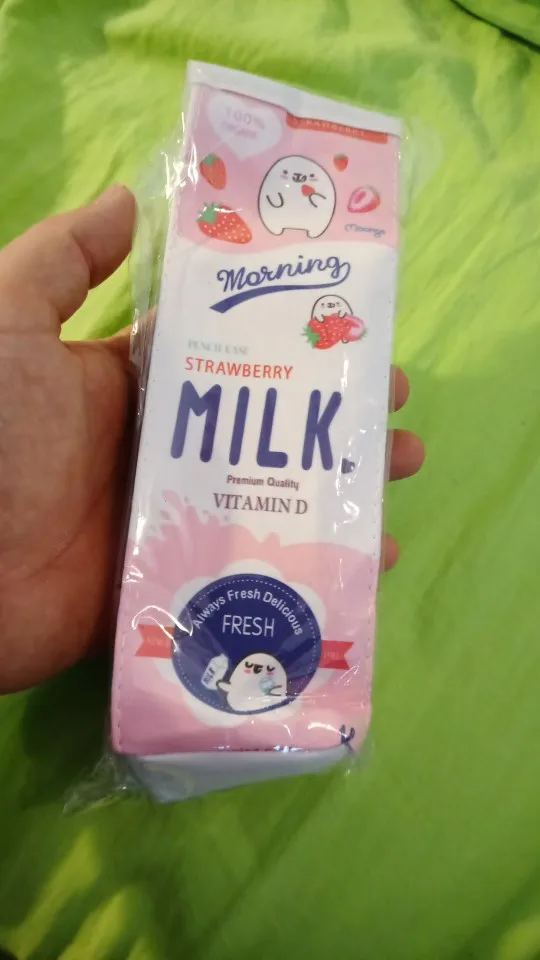 100%
STRAWBERRY
Morning
PENCIL CASE
STRAWBERRY
MILK.
Premium Quality
VITAMIN D
Always Fresh Delicious
FRESH